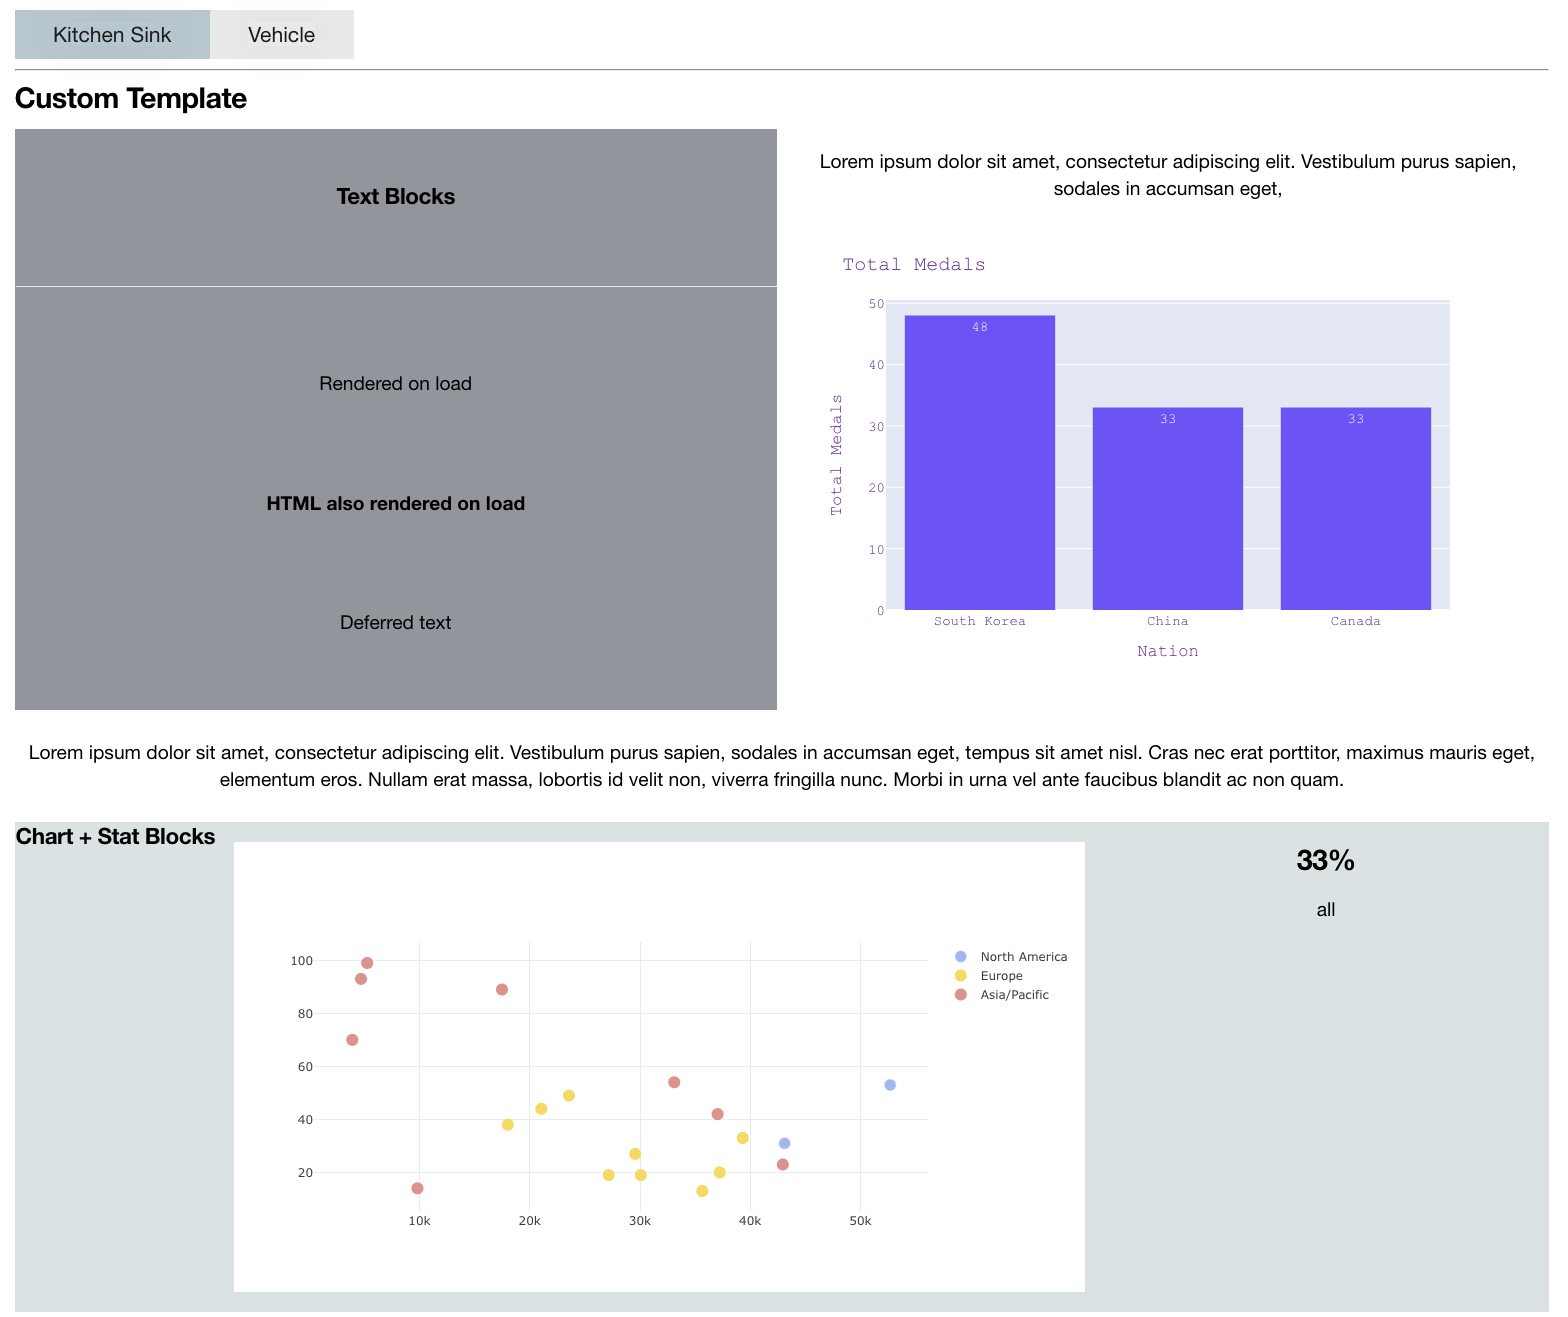 Kitchen Sink
Vehicle
Custom Template
Text Blocks
Rendered on load
HTML also rendered on load
Deferred text
Lorem ipsum dolor sit amet, consectetur adipiscing elit. Vestibulum purus sapien,
sodales in accumsan eget,
Total Medals
Total Medals
50
40
30
20
10
0
48
33
33
South Korea
China
Canada
Nation
Lorem ipsum dolor sit amet, consectetur adipiscing elit. Vestibulum purus sapien, sodales in accumsan eget, tempus sit amet nisl. Cras nec erat porttitor, maximus mauris eget,
elementum eros. Nullam erat massa, lobortis id velit non, viverra fringilla nunc. Morbi in urna vel ante faucibus blandit ac non quam.
Chart + Stat Blocks
100
80
60
40
20
10k
20k
30k
40k
50k
North America
Europe
Asia/Pacific
33%
all